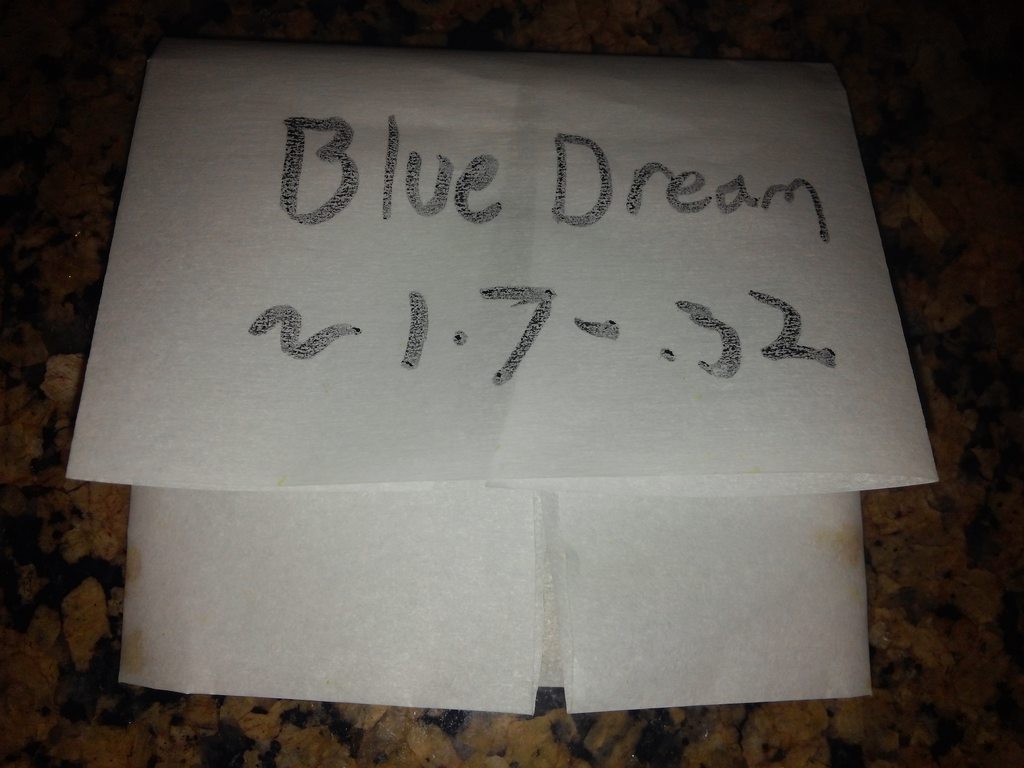 Blue Dream
~ 1.7 - .32